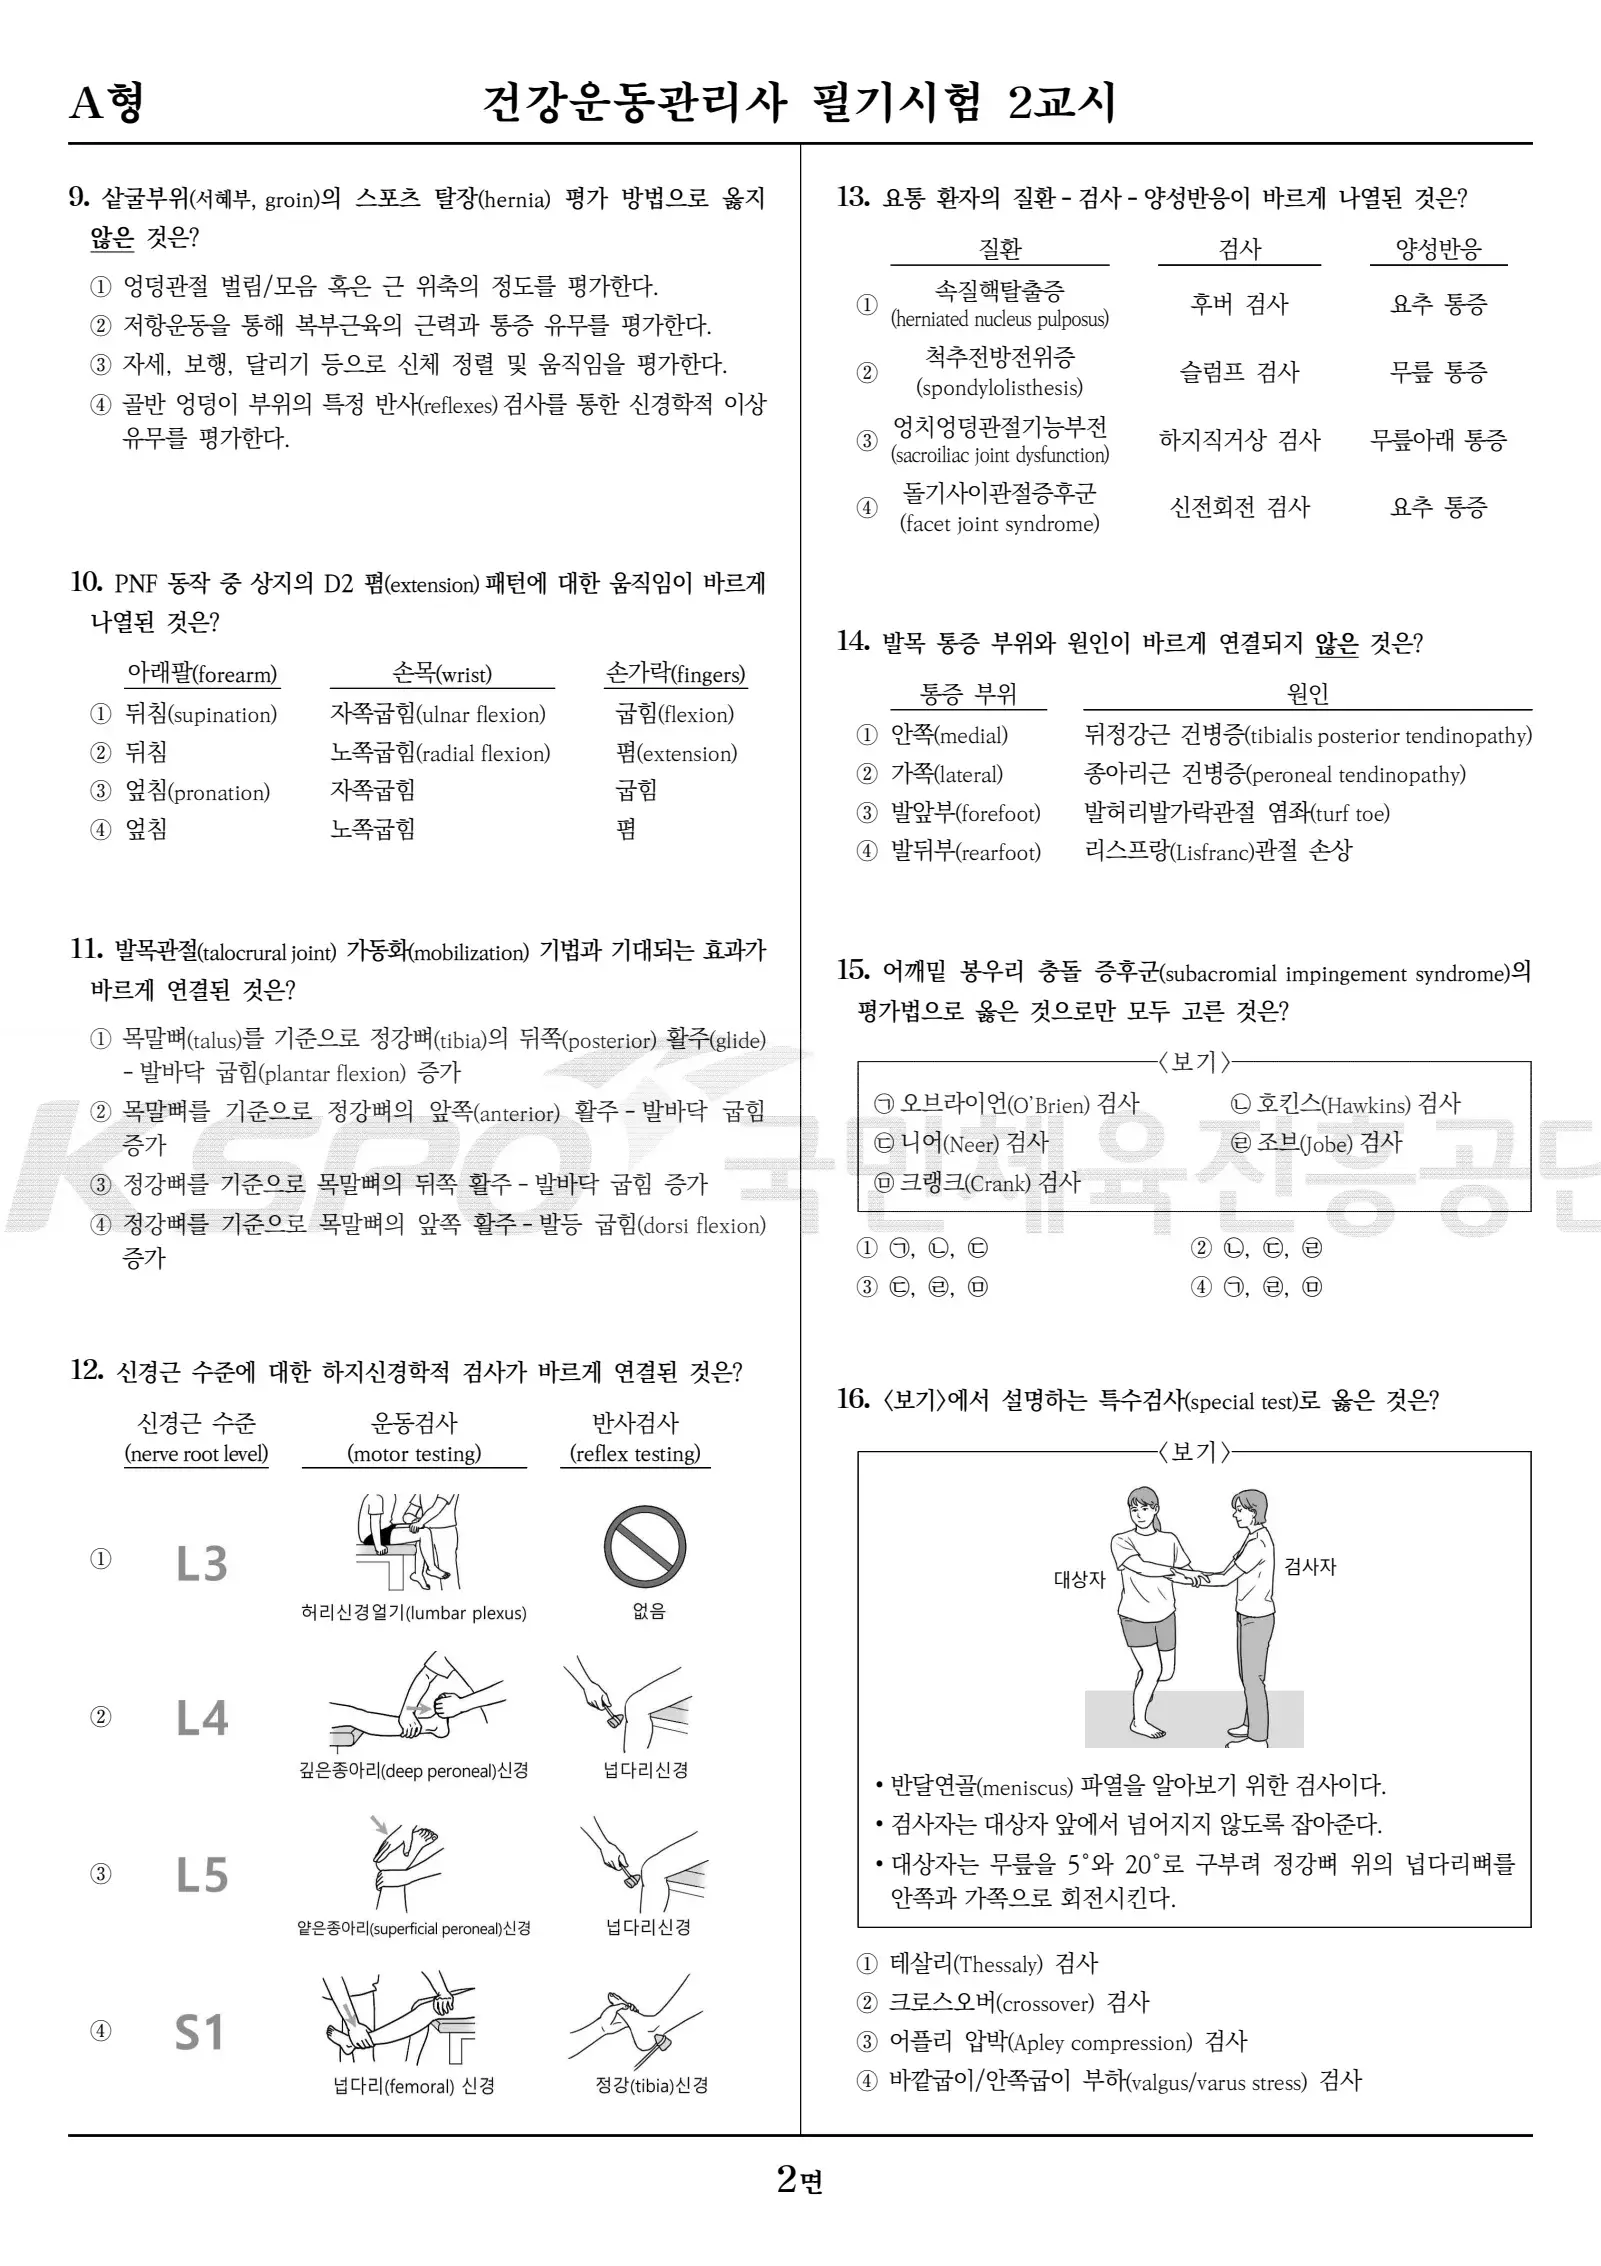 A형
건강운동관리사 필기시험 2교시
9. 샅굴부위(서혜부, groin)의 스포츠 탈장(hernia) 평가 방법으로 옳지
않은 것은?
① 엉덩관절 벌림/모음 혹은 근 위축의 정도를 평가한다.
② 저항운동을 통해 복부근육의 근력과 통증 유무를 평가한다.
③ 자세, 보행, 달리기 등으로 신체 정렬 및 움직임을 평가한다.
④ 골반 엉덩이 부위의 특정 반사(reflexes)검사를 통한 신경학적 이상
유무를 평가한다.
10. PNF 동작 중 상지의 D2 폄(extension)패턴에 대한 움직임이 바르게
나열된 것은?
아래팔(forearm) 손목(wrist) 손가락(fingers)
① 뒤침(supination) 자쪽굽힘(ulnar flexion) 굽힘(flexion)
② 뒤침 노쪽굽힘(radial flexion) 폄(extension)
③ 엎침(pronation) 자쪽굽힘 굽힘
④ 엎침 노쪽굽힘 폄
11. 발목관절(talocrural joint) 가동화(mobilization) 기법과 기대되는 효과가
바르게 연결된 것은?
① 목말뼈(talus)를 기준으로 정강뼈(tibia)의 뒤쪽(posterior) 활주(glide)
- 발바닥 굽힘(plantar flexion) 증가
② 목말뼈를 기준으로 정강뼈의 앞쪽(anterior) 활주 - 발바닥 굽힘
증가
③ 정강뼈를 기준으로 목말뼈의 뒤쪽 활주 - 발바닥 굽힘 증가
④ 정강뼈를 기준으로 목말뼈의 앞쪽 활주 - 발등 굽힘(dorsi flexion)
증가
12. 신경근 수준에 대한 하지신경학적 검사가 바르게 연결된 것은?
신경근 수준 운동검사 반사검사
(nerve root level) (motor testing) (reflex testing)
① L3
허리신경얼기(lumbar plexus) 없음
② L4
깊은종아리(deep peroneal)신경 넙다리신경
③ L5
얕은종아리(superficial peroneal)신경 넙다리신경
④ S1
넙다리(femoral) 신경 정강(tibia)신경
13. 요통 환자의 질환 - 검사 - 양성반응이 바르게 나열된 것은?
질환 검사 양성반응
① 속질핵탈출증 후버 검사 요추 통증
(herniated nucleus pulposus)
② 척추전방전위증 슬럼프 검사 무릎 통증
(spondylolisthesis)
③ 엉치엉덩관절기능부전 하지직거상 검사 무릎아래 통증
(sacroiliac joint dysfunction)
④ 돌기사이관절증후군 신전회전 검사 요추 통증
(facet joint syndrome)
14. 발목 통증 부위와 원인이 바르게 연결되지 않은 것은?
통증 부위 원인
① 안쪽(medial) 뒤정강근 건병증(tibialis posterior tendinopathy)
② 가쪽(lateral) 종아리근 건병증(peroneal tendinopathy)
③ 발앞부(forefoot) 발허리발가락관절 염좌(turf toe)
④ 발뒤부(rearfoot) 리스프랑(Lisfranc)관절 손상
15. 어깨밑 봉우리 충돌 증후군(subacromial impingement syndrome)의
평가법으로 옳은 것으로만 모두 고른 것은?
〈보기〉
㉠ 오브라이언(O'Brien) 검사 ㉡ 호킨스(Hawkins) 검사
㉢ 니어(Neer) 검사 ㉣ 조브(Jobe) 검사
㉤ 크랭크(Crank) 검사
① ㉠, ㉡, ㉢ ② ㉡, ㉢, ㉣
③ ㉢, ㉣, ㉤ ④ ㉠, ㉣, ㉤
16. 〈보기〉에서 설명하는 특수검사(special test)로 옳은 것은?
〈보기〉
대상자 검사자
• 반달연골(meniscus) 파열을 알아보기 위한 검사이다.
• 검사자는 대상자 앞에서 넘어지지 않도록 잡아준다.
• 대상자는 무릎을 5°와 20°로 구부려 정강뼈 위의 넙다리뼈를
안쪽과 가쪽으로 회전시킨다.
① 테살리(Thessaly) 검사
② 크로스오버(crossover) 검사
③ 어플리 압박(Apley compression) 검사
④ 바깥굽이/안쪽굽이 부하(valgus/varus stress) 검사
KSPO 국민체육진흥공단
2면